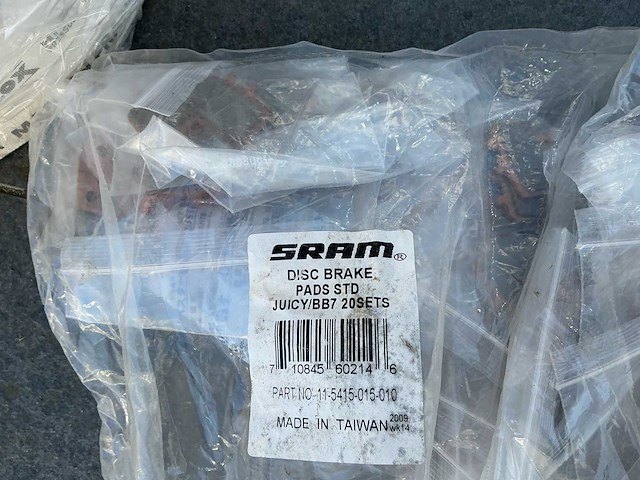 SRAM®
DISC BRAKE
PADS STD
JUICY/BB7 20SETS
7 10845 60214 6
PART NO 11-5415-015-010
MADE IN TAIWAN 2009 wk14